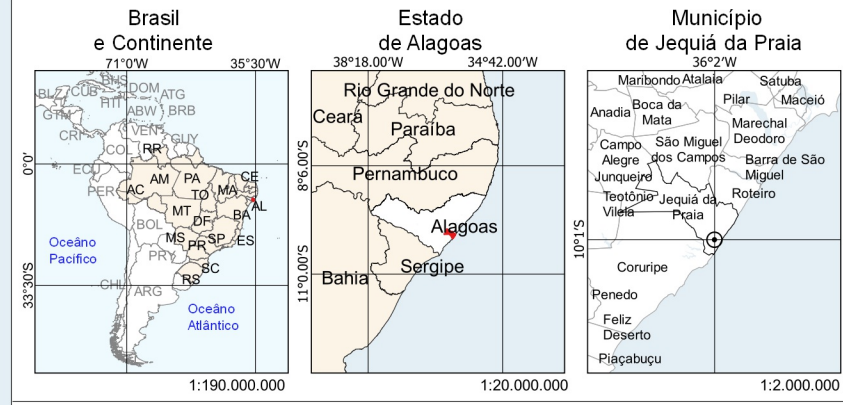 Brasil
e Continente
71°0'W
35°30'W
0°0'
33°30'S
BHS
DOM
ATG
BLZ
CUB
HTI
GTM
ABW
BRB
CRI
VEN
GUY
COL
RR
ECU
AM
PA
CE
PER
AC
TO
MA
AL
MT
BA
BOL
DF
MS
SP
ES
PRY
PR
SC
CHL
RS
ARG
Oceâno
Pacífico
Oceâno
Atlântico
1:190.000.000
Estado
de Alagoas
38°18.00'W
34°42.00'W
8°6.00'S
11°0.00'S
Rio Grande do Norte
Ceará
Paraíba
Pernambuco
Alagoas
Sergipe
Bahia
1:20.000.000
Município
de Jequiá da Praia
36°2'W
10°1'S
Maribondo
Atalaia
Satuba
Anadia
Boca da
Mata
Pilar
Maceió
Marechal
Deodoro
Campo
Alegre
São Miguel
dos Campos
Barra de São
Miguel
Junqueiro
Roteiro
Teotônio
Vilela
Jequiá da
Praia
Coruripe
Penedo
Feliz
Deserto
Piaçabuçu
1:2.000.000